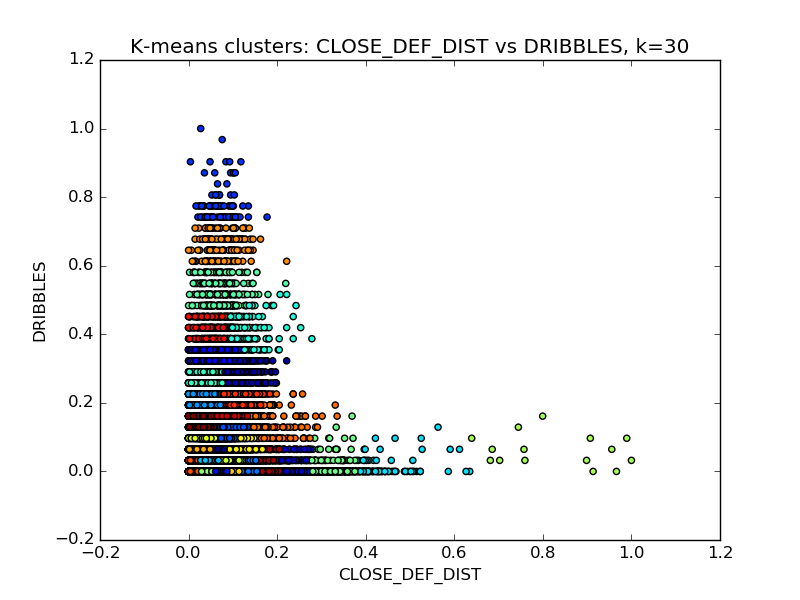 K-means clusters: CLOSE_DEF_DIST vs DRIBBLES, k=30
1.2
1.0
0.8
0.6
0.4
0.2
0.0
−0.2
DRIBBLES
−0.2 0.0 0.2 0.4 0.6 0.8 1.0 1.2
CLOSE_DEF_DIST